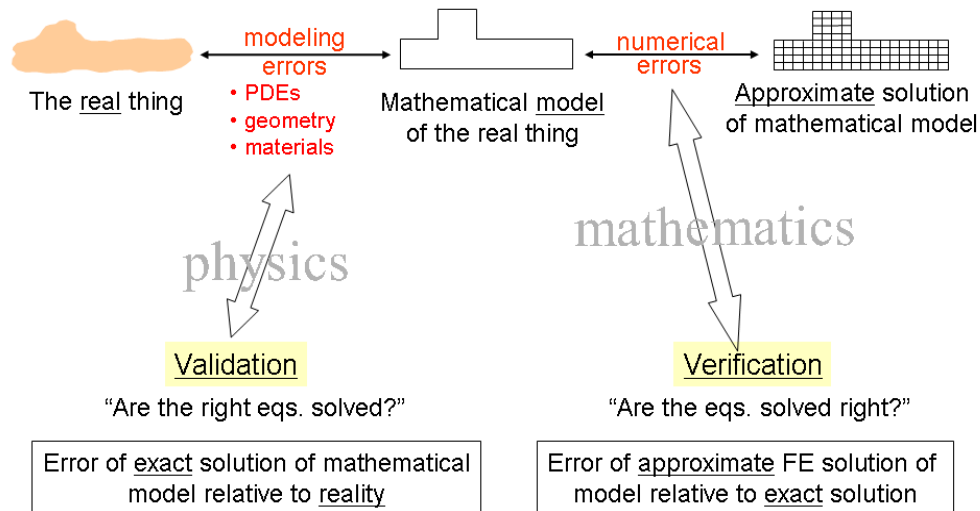 modeling
errors
• PDEs
• geometry
• materials
numerical
errors
The real thing
Mathematical model
of the real thing
Approximate solution
of mathematical model
physics
mathematics
Validation
"Are the right eqs. solved?"
Error of exact solution of mathematical
model relative to reality
Verification
"Are the eqs. solved right?"
Error of approximate FE solution of
model relative to exact solution